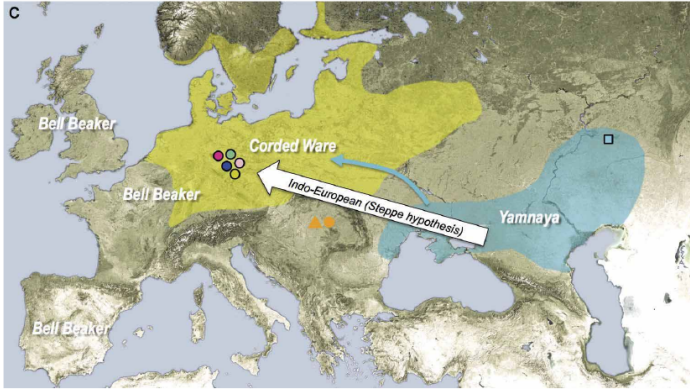 C
Bell Beaker
Corded Ware
Bell Beaker
Indo-European (Steppe hypothesis)
Yamnaya
Bell Beaker